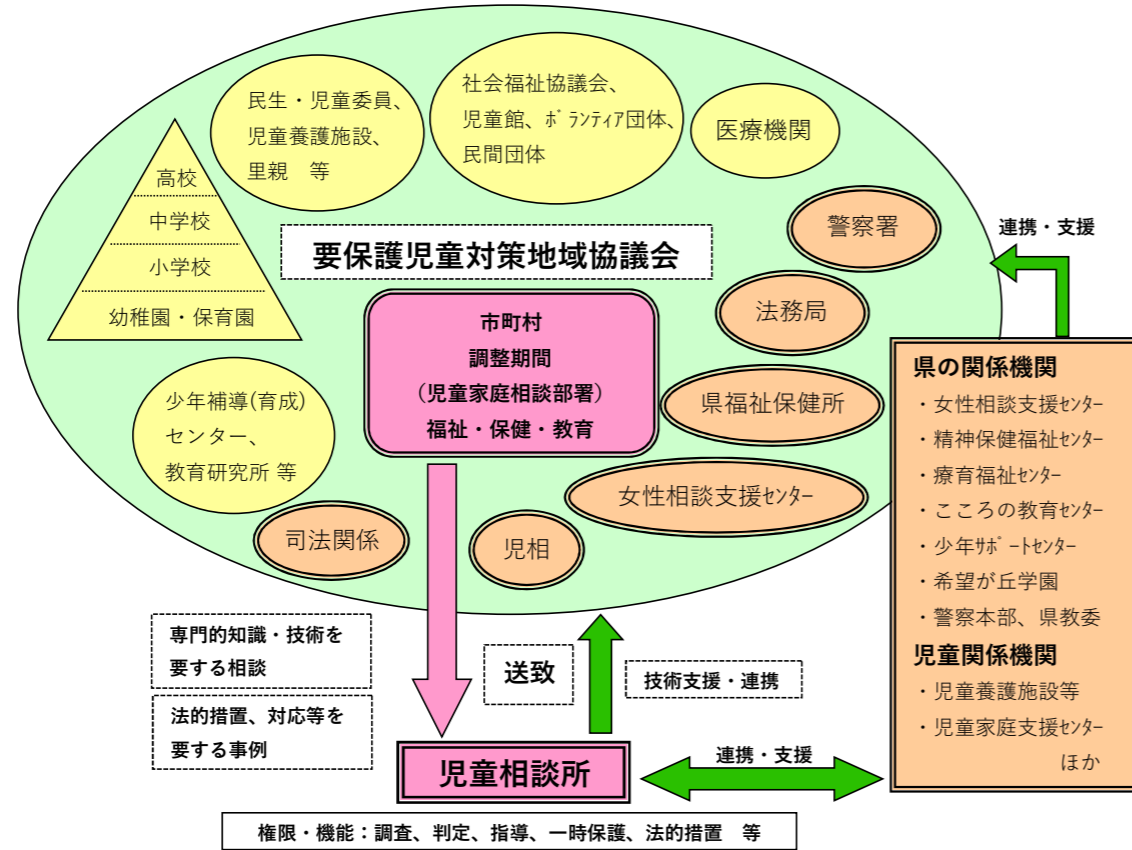 民生・児童委員、
児童養護施設、
里親　等
社会福祉協議会、
児童館、ﾎﾞﾗﾝﾃｨｱ団体、
民間団体
医療機関
高校
中学校
小学校
幼稚園・保育園
警察署
連携・支援
要保護児童対策地域協議会
法務局
市町村
調整期間
（児童家庭相談部署）
福祉・保健・教育
県福祉保健所
少年補導(育成)
センター、
教育研究所 等
女性相談支援ｾﾝﾀｰ
司法関係
児相
県の関係機関
・女性相談支援ｾﾝﾀｰ
・精神保健福祉ｾﾝﾀｰ
・療育福祉センター
・こころの教育ｾﾝﾀｰ
・少年ｻﾎﾟｰﾄｾﾝﾀｰ
・希望が丘学園
・警察本部、県教委
児童関係機関
・児童養護施設等
・児童家庭支援ｾﾝﾀｰ
ほか
専門的知識・技術を
要する相談
送致
技術支援・連携
法的措置、対応等を
要する事例
児童相談所
連携・支援
権限・機能：調査、判定、指導、一時保護、法的措置　等